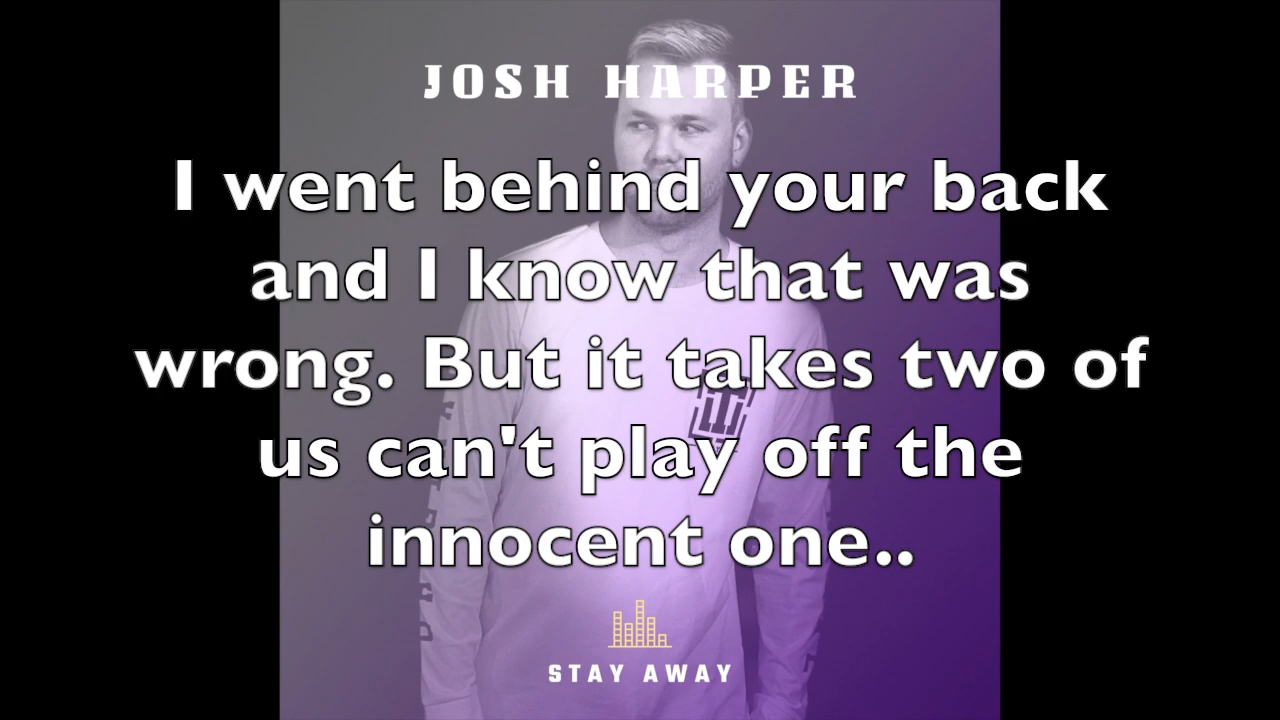 JOSH HARPER
I went behind your back
and I know that was
wrong. But it takes two of
us can't play off the
innocent one..
STAY AWAY